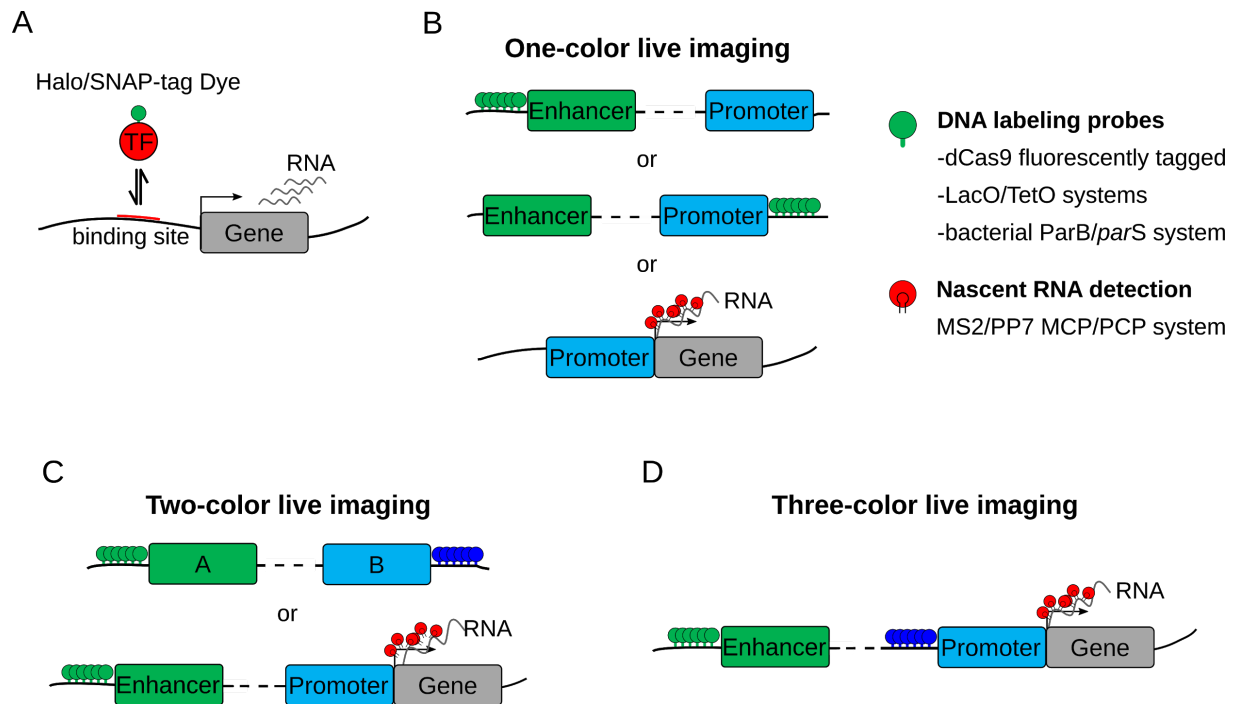 A
Halo/SNAP-tag Dye
TF
RNA
binding site
Gene
B
One-color live imaging
Enhancer
Promoter
or
Enhancer
Promoter
or
RNA
Promoter
Gene
DNA labeling probes
-dCas9 fluorescently tagged
-LacO/TetO systems
-bacterial ParB/parS system
Nascent RNA detection
MS2/PP7 MCP/PCP system
C
Two-color live imaging
A
B
or
RNA
Enhancer
Promoter
Gene
D
Three-color live imaging
RNA
Enhancer
Promoter
Gene